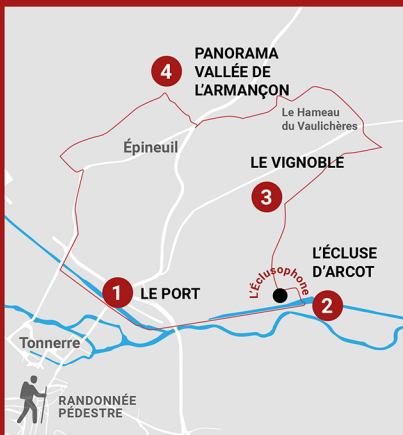 PANORAMA
VALLÉE DE
L'ARMANÇON
4
Le Hameau
du Vaulichères
Épineuil
LE VIGNOBLE
3
L'ÉCLUSE
D'ARCOT
L'Éclusophone
1
LE PORT
2
Tonnerre
RANDONNÉE
PÉDESTRE